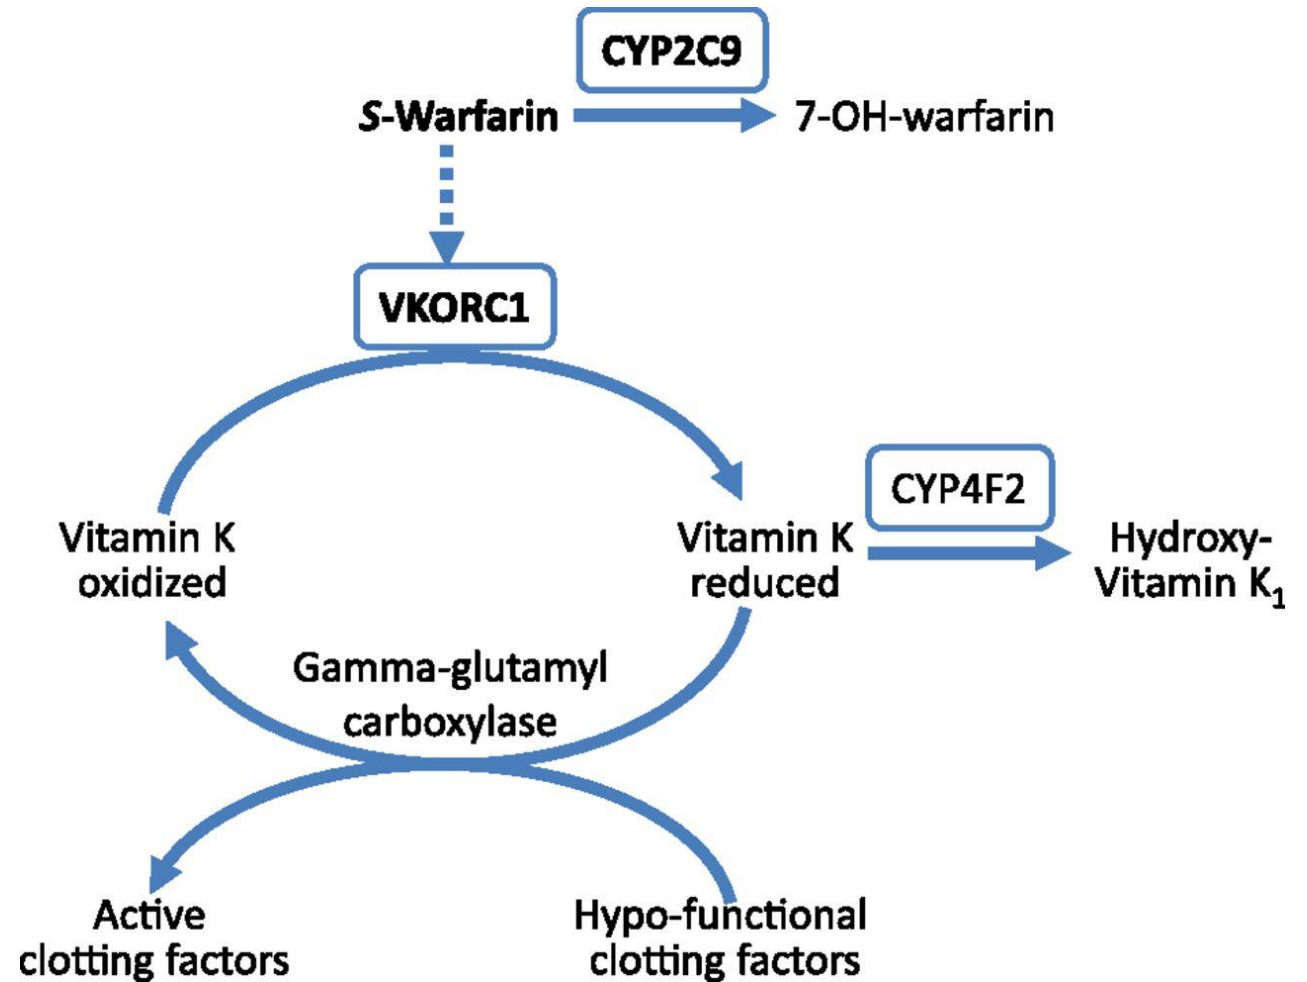 CYP2C9
S-Warfarin
7-OH-warfarin
VKORC1
CYP4F2
Vitamin K
oxidized
Vitamin K
reduced
Hydroxy-
Vitamin K₁
Gamma-glutamyl
carboxylase
Active
clotting factors
Hypo-functional
clotting factors